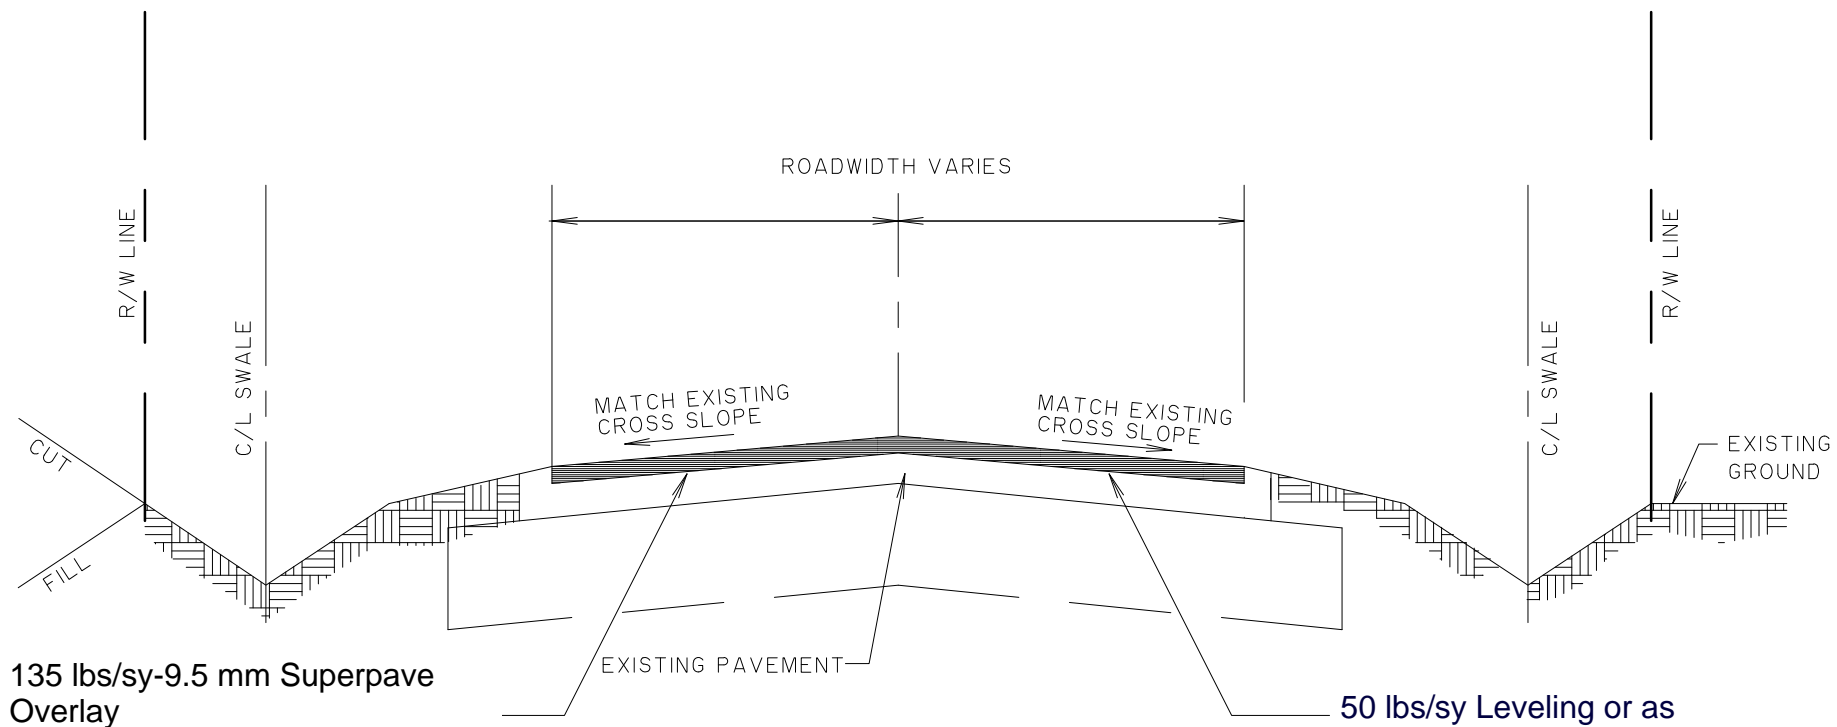 ROADWIDTH VARIES
R/W LINE
R/W LINE
C/L SWALE
C/L SWALE
MATCH EXISTING
CROSS SLOPE
MATCH EXISTING
CROSS SLOPE
CUT
FILL
EXISTING
GROUND
EXISTING PAVEMENT
135 lbs/sy-9.5 mm Superpave
Overlay
50 lbs/sy Leveling or as